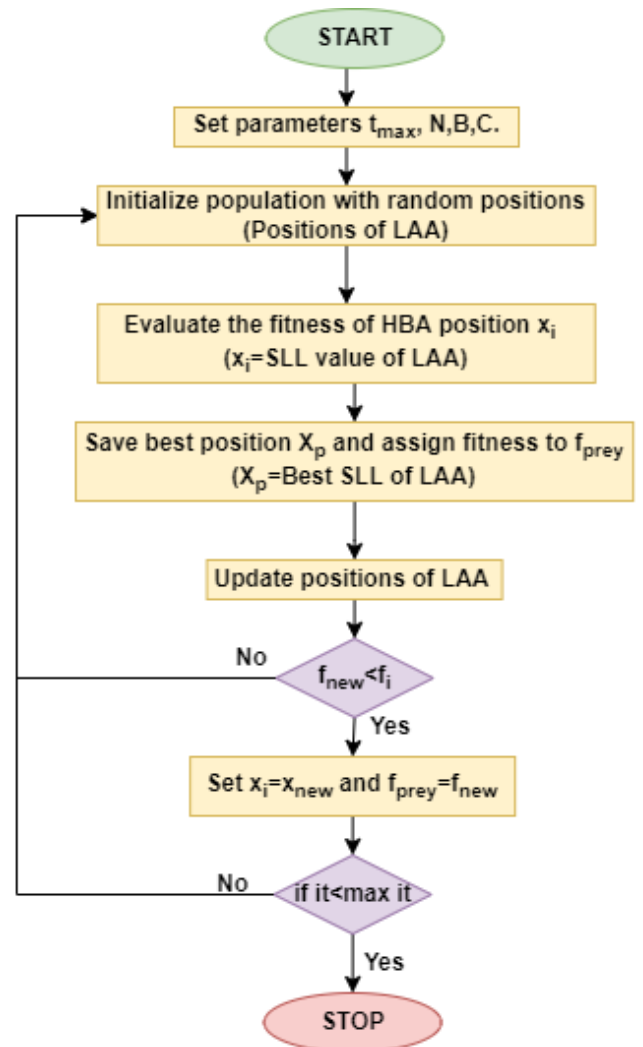 START
Set parameters tmax, N,B,C.
Initialize population with random positions
(Positions of LAA)
Evaluate the fitness of HBA position xi
(xi=SLL value of LAA)
Save best position Xp and assign fitness to fprey
(Xp=Best SLL of LAA)
Update positions of LAA
No
fnew<fi
Yes
Set xi=xnew and fprey=fnew
No
if it<max it
Yes
STOP